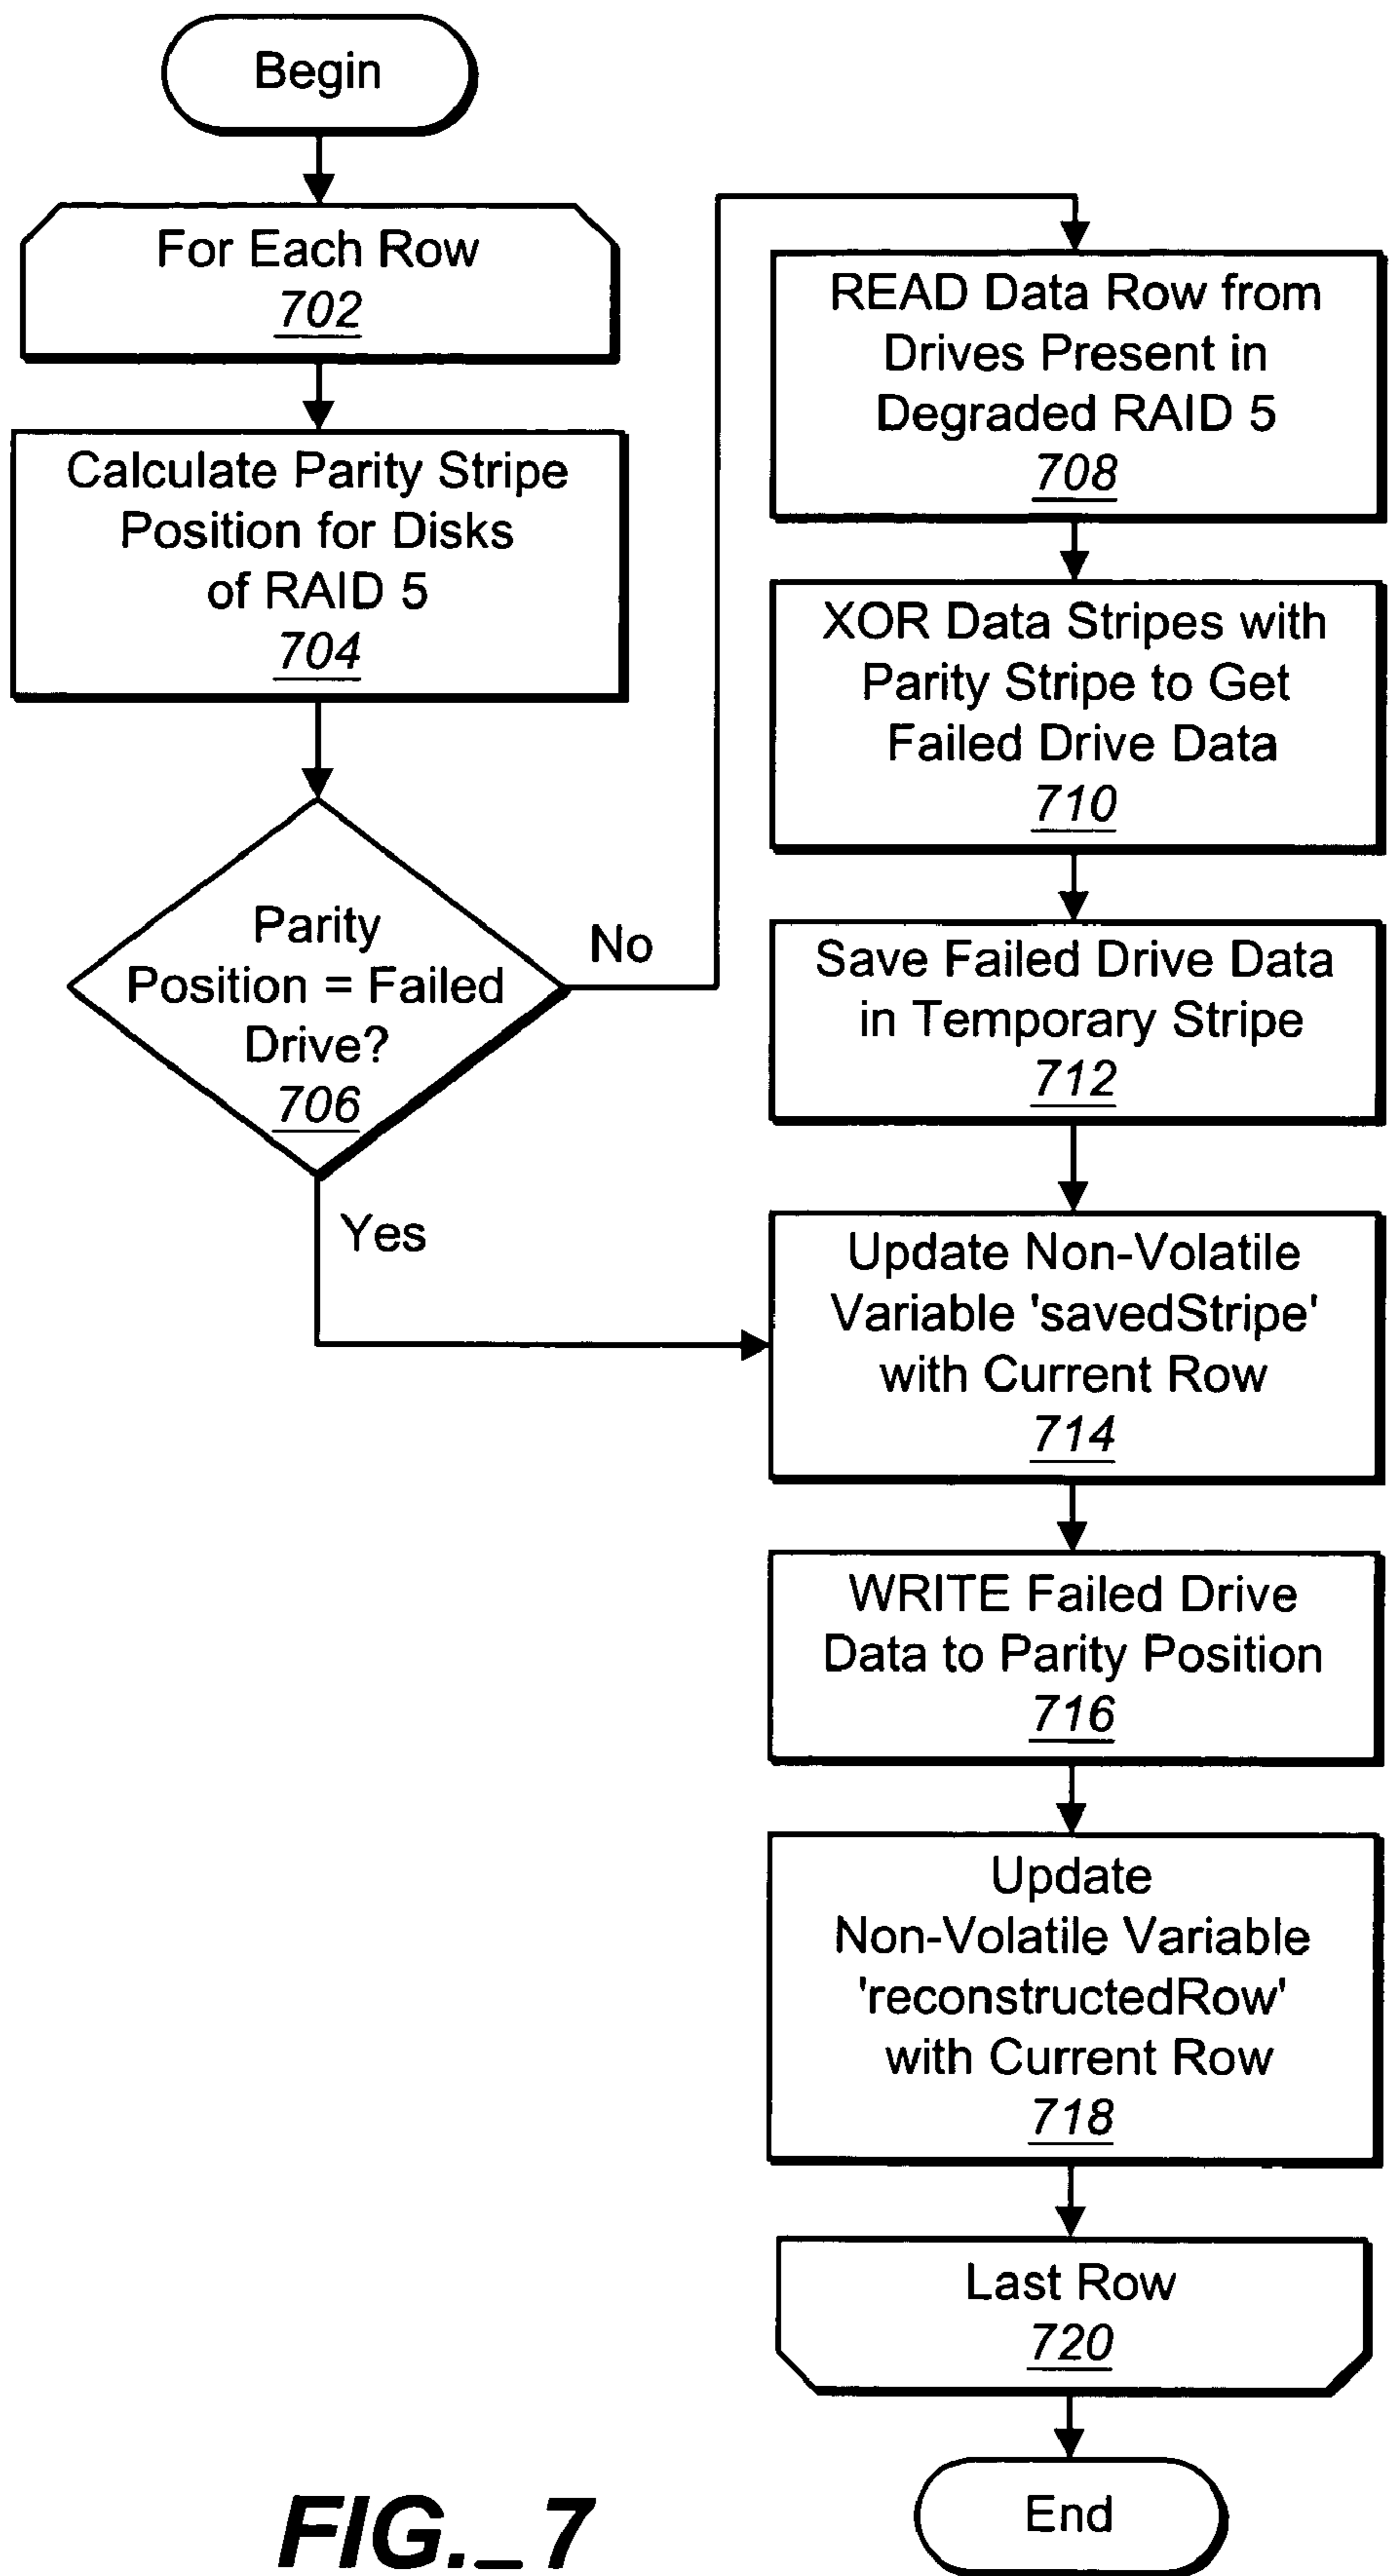 Begin
For Each Row
702
Calculate Parity Stripe
Position for Disks
of RAID 5
704
Parity
Position = Failed
Drive?
706
No
Yes
READ Data Row from
Drives Present in
Degraded RAID 5
708
XOR Data Stripes with
Parity Stripe to Get
Failed Drive Data
710
Save Failed Drive Data
in Temporary Stripe
712
Update Non-Volatile
Variable 'savedStripe'
with Current Row
714
WRITE Failed Drive
Data to Parity Position
716
Update
Non-Volatile Variable
'reconstructedRow'
with Current Row
718
Last Row
720
End
FIG._7